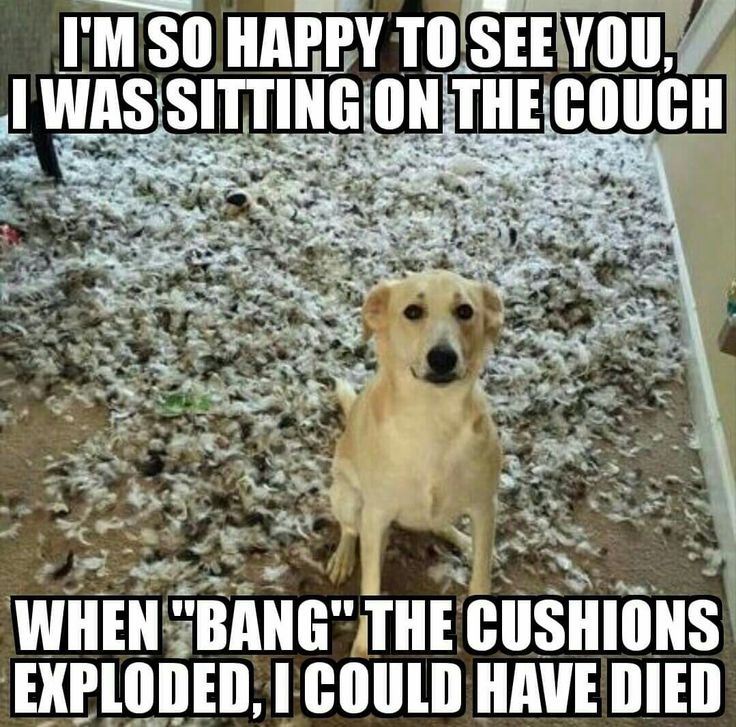 I'M SO HAPPY TO SEE YOU,
I WAS SITTING ON THE COUCH
WHEN "BANG" THE CUSHIONS
EXPLODED, I COULD HAVE DIED